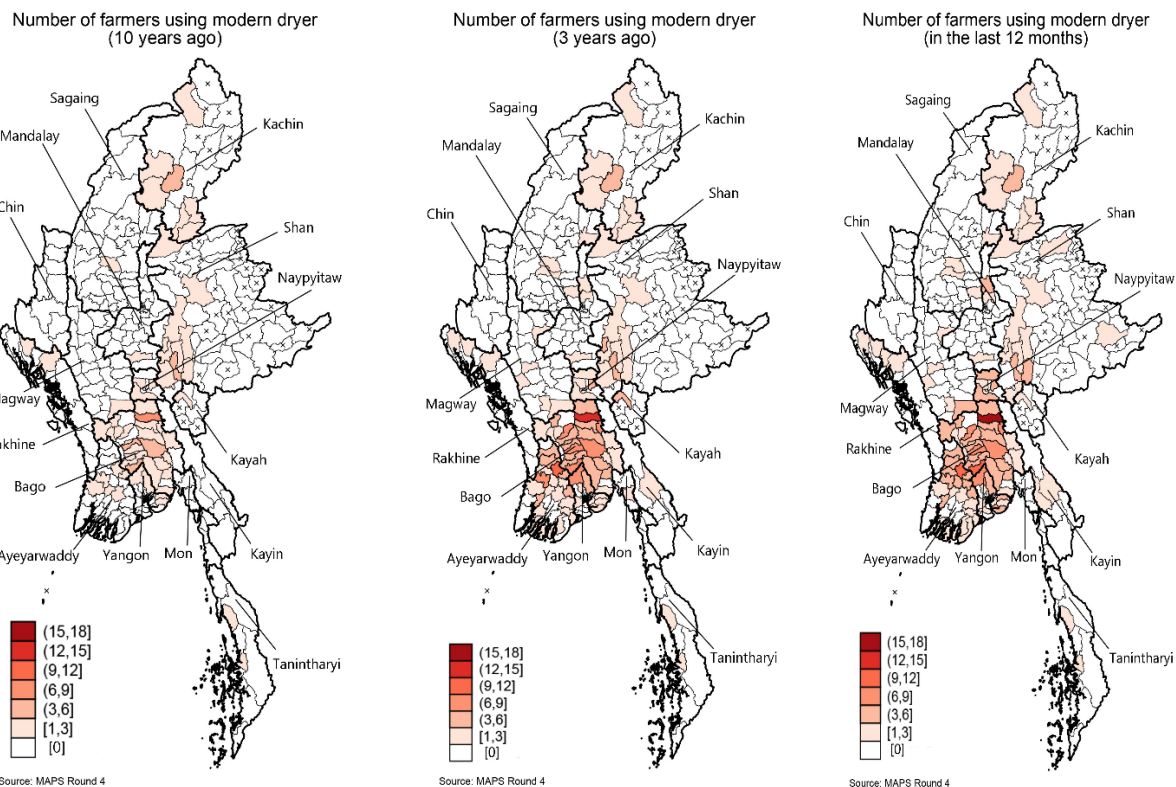 Number of farmers using modern dryer
(10 years ago)
Sagaing
Mandalay
Kachin
Chin
Shan
Naypyitaw
agway
akhine
Kayah
Bago
Ayeyarwaddy
Yangon
Mon
Kayin
Tanintharyi
(15,18]
(12,15]
(9,12]
(6,9]
(3,6]
[1,3]
[0]
Source: MAPS Round 4
Number of farmers using modern dryer
(3 years ago)
Sagaing
Mandalay
Kachin
Chin
Shan
Naypyitaw
Magway
Rakhine
Kayah
Bago
Ayeyarwaddy
Yangon
Mon
Kayin
Tanintharyi
(15,18]
(12,15]
(9,12]
(6,9]
(3,6]
[1,3]
[0]
Source: MAPS Round 4
Number of farmers using modern dryer
(in the last 12 months)
Sagaing
Mandalay
Kachin
Chin
Shan
Naypyitaw
Magway
Rakhine
Kayah
Bago
Ayeyarwaddy
Yangon
Mon
Kayin
Tanintharyi
(15,18]
(12,15]
(9,12]
(6,9]
(3,6]
[1,3]
[0]
Source: MAPS Round 4